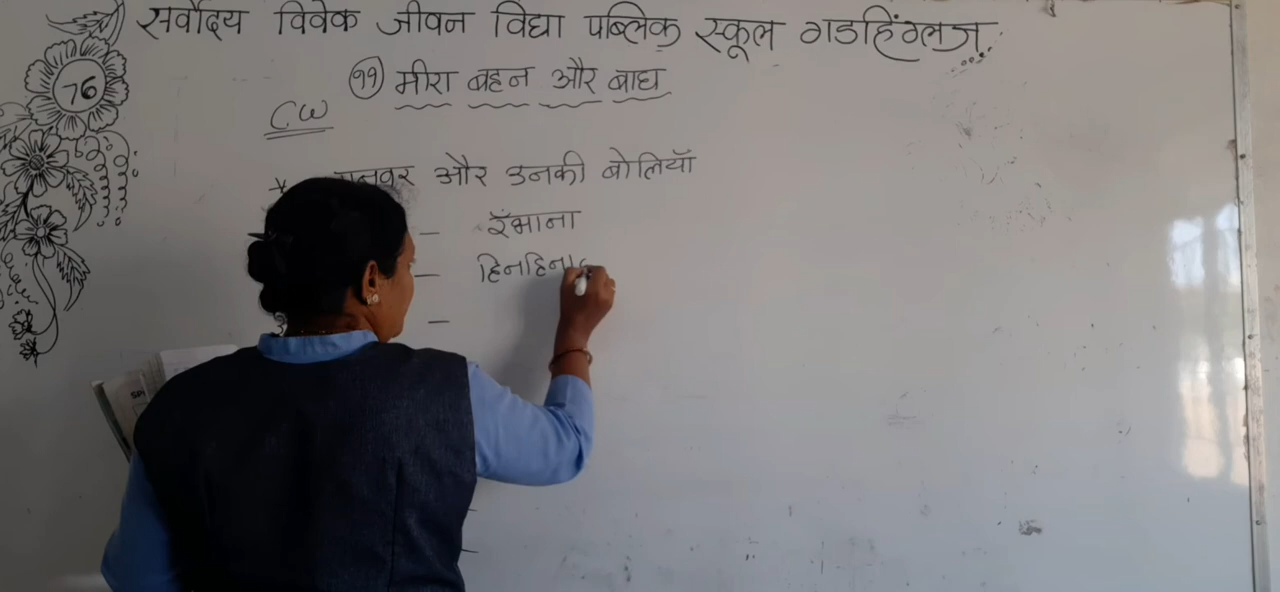 सर्वोदय विवेक जीवन विद्या पब्लिक स्कूल गडहिंग्लज
76
११ मीरा बहन और बाघ
CW
* और उनकी बोलियाँ
– रँभाना
– हिनहिना
–